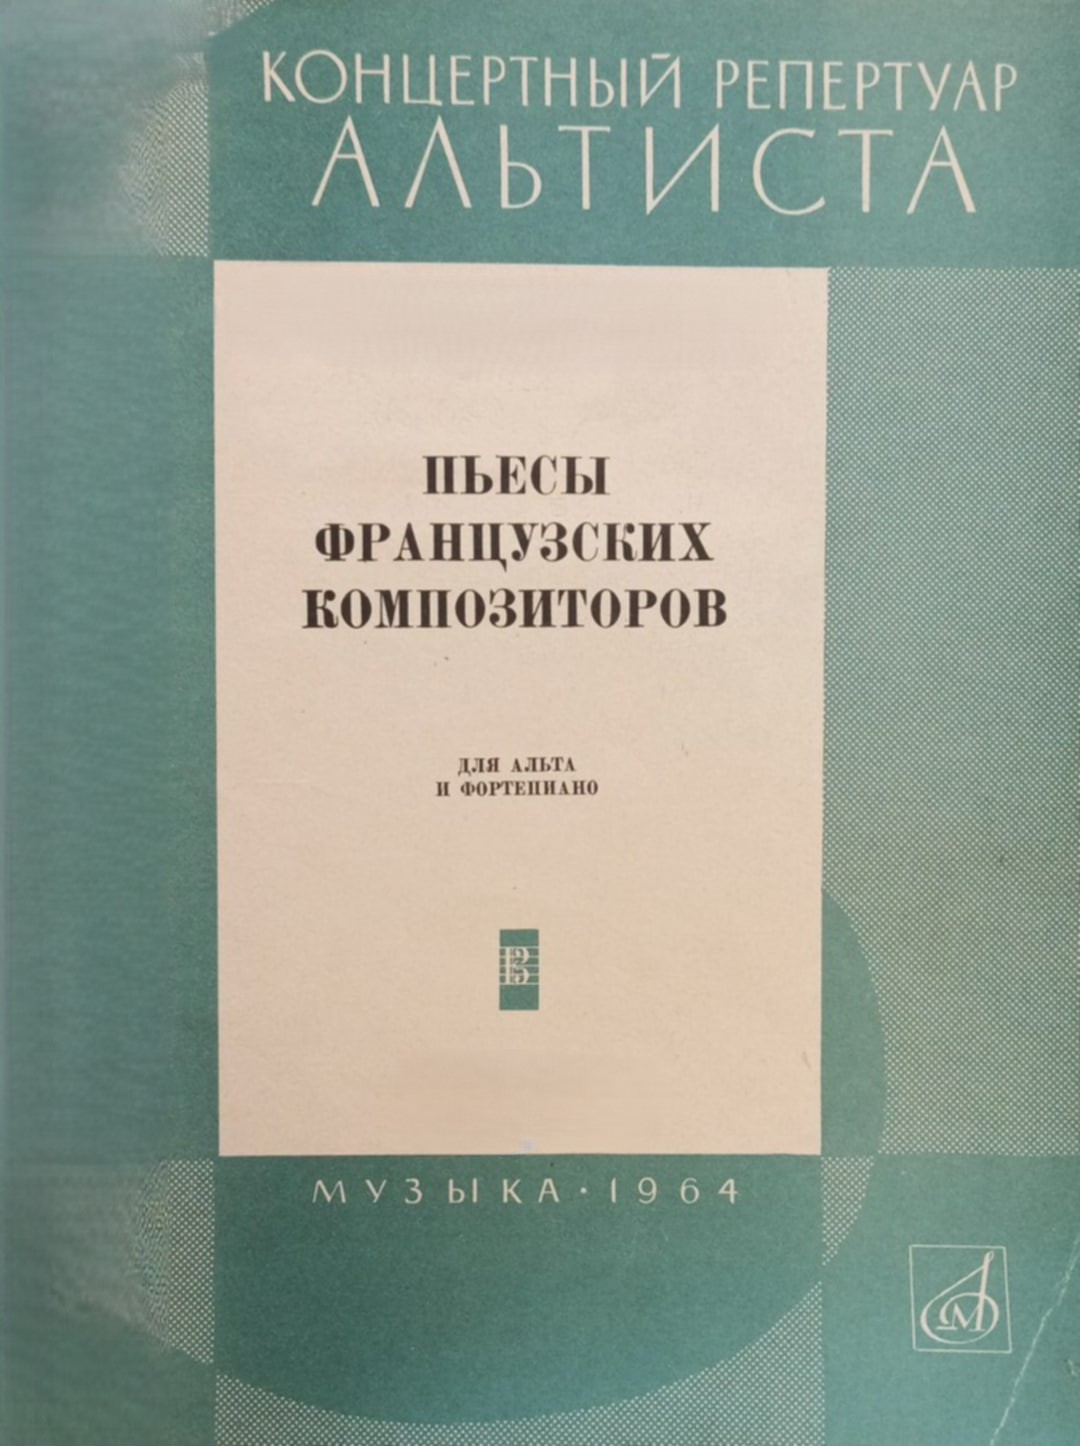 КОНЦЕРТНЫЙ РЕПЕРТУАР
АЛЬТИСТА
ПЬЕСЫ
ФРАНЦУЗСКИХ
КОМПОЗИТОРОВ
ДЛЯ АЛЬТА
И ФОРТЕПИАНО
В
МУЗЫКА · 1964
М